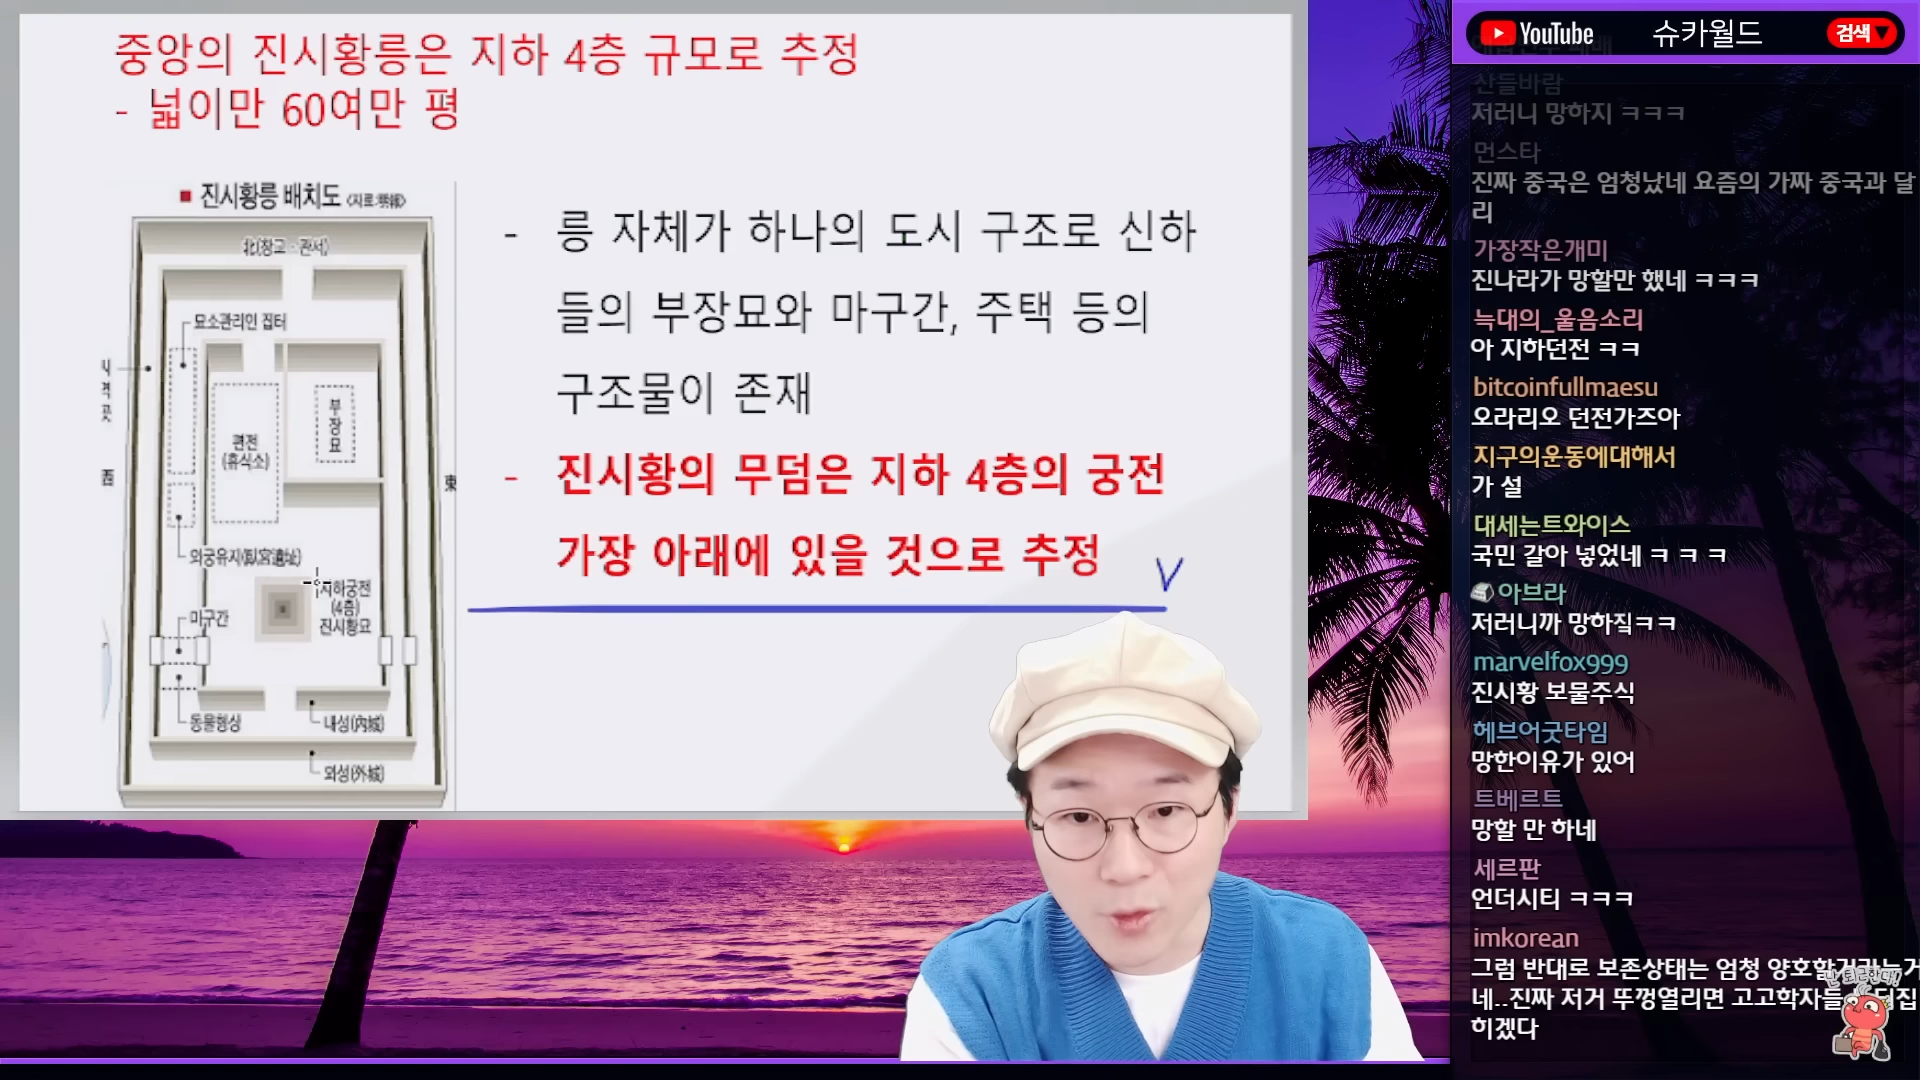 중앙의 진시황릉은 지하 4층 규모로 추정
- 넓이만 60여만 평
■ 진시황릉 배치도
묘소관리인 집터
부장묘
편전
(휴식소)
西
東
지하궁전
(4층)
진시황묘
마구간
동물형상
내성(內城)
외성(外城)
- 릉 자체가 하나의 도시 구조로 신하
들의 부장묘와 마구간, 주택 등의
구조물이 존재
- 진시황의 무덤은 지하 4층의 궁전
가장 아래에 있을 것으로 추정
YouTube 슈카월드 검색
산들바람
저러니 망하지 ㅋㅋㅋ
먼스타
진짜 중국은 엄청났네 요즘의 가짜 중국과 달
리
가장작은개미
진나라가 망할만 했네 ㅋㅋㅋ
늑대의_울음소리
아 지하던전 ㅋㅋ
bitcoinfullmaesu
오라리오 던전가즈아
지구의운동에대해서
가 설
대세는트와이스
국민 갈아 넣었네 ㅋ ㅋ ㅋ
아브라
저러니까 망하짘ㅋㅋ
marvelfox999
진시황 보물주식
헤브어굿타임
망한이유가 있어
트베르트
망할 만 하네
세르판
언더시티 ㅋㅋㅋ
imkorean
그럼 반대로 보존상태는 엄청
네..진짜 저거 뚜껑열리면 고고학자들
히겠다